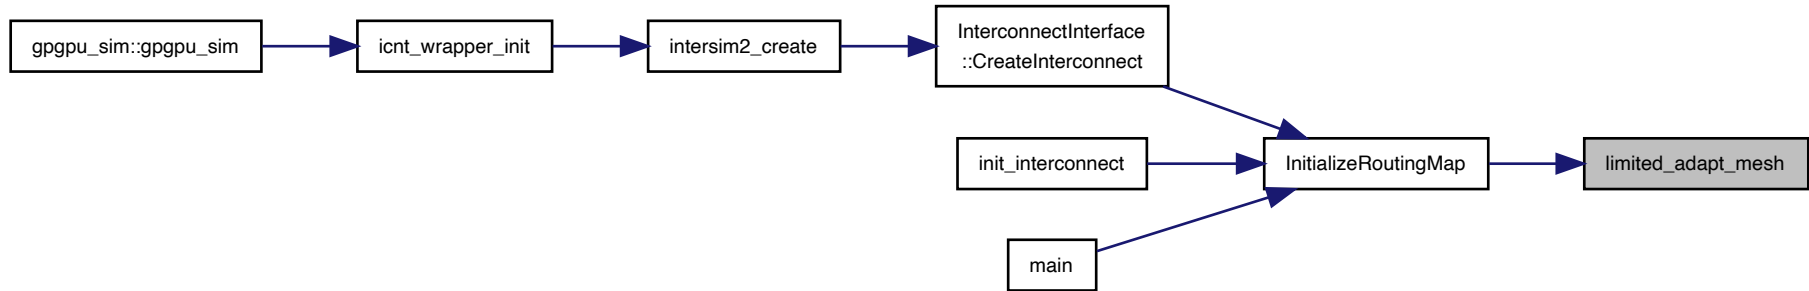 gpgpu_sim::gpgpu_sim
icnt_wrapper_init
intersim2_create
InterconnectInterface
::CreateInterconnect
init_interconnect
InitializeRoutingMap
limited_adapt_mesh
main